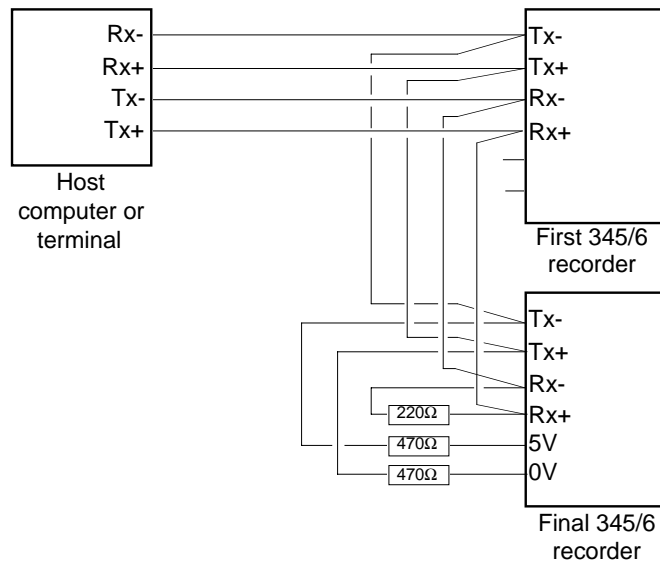 Rx-
Rx+
Tx-
Tx+
Host
computer or
terminal
Tx-
Tx+
Rx-
Rx+
First 345/6
recorder
Tx-
Tx+
Rx-
Rx+
5V
0V
220Ω
470Ω
470Ω
Final 345/6
recorder